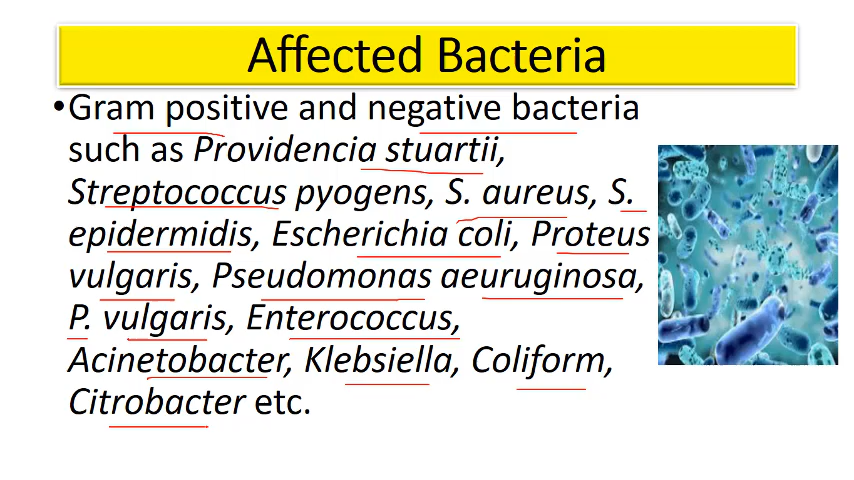 Affected Bacteria
•Gram positive and negative bacteria
such as Providencia stuartii,
Streptococcus pyogens, S. aureus, S.
epidermidis, Escherichia coli, Proteus
vulgaris, Pseudomonas aeuruginosa,
P. vulgaris, Enterococcus,
Acinetobacter, Klebsiella, Coliform,
Citrobacter etc.